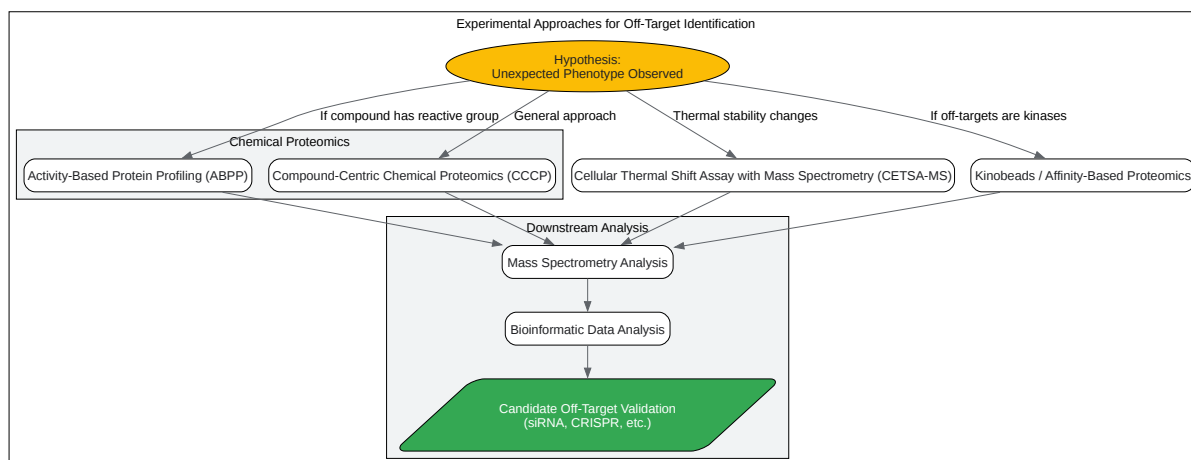 Experimental Approaches for Off-Target Identification
Hypothesis:
Unexpected Phenotype Observed
If compound has reactive group
General approach
Thermal stability changes
If off-targets are kinases
Chemical Proteomics
Activity-Based Protein Profiling (ABPP)
Compound-Centric Chemical Proteomics (CCCP)
Cellular Thermal Shift Assay with Mass Spectrometry (CETSA-MS)
Kinobeads / Affinity-Based Proteomics
Downstream Analysis
Mass Spectrometry Analysis
Bioinformatic Data Analysis
Candidate Off-Target Validation
(siRNA, CRISPR, etc.)